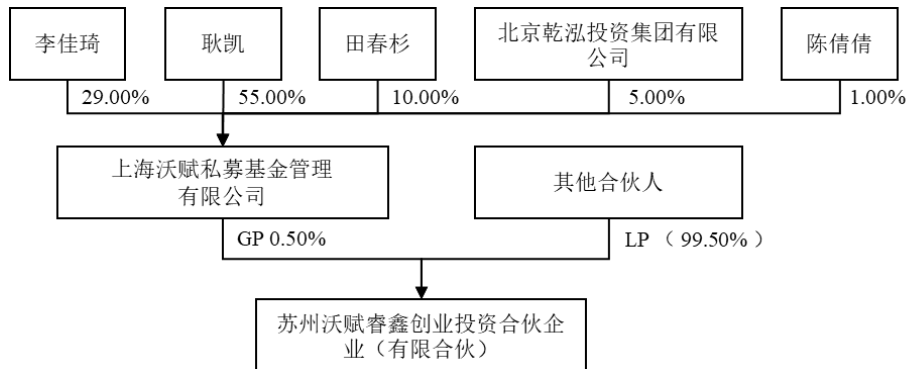 李佳琦
耿凯
田春杉
北京乾泓投资集团有限
公司
陈倩倩
29.00%
55.00%
10.00%
5.00%
1.00%
上海沃赋私募基金管理
有限公司
其他合伙人
GP 0.50%
LP （ 99.50% ）
苏州沃赋睿鑫创业投资合伙企
业（有限合伙）